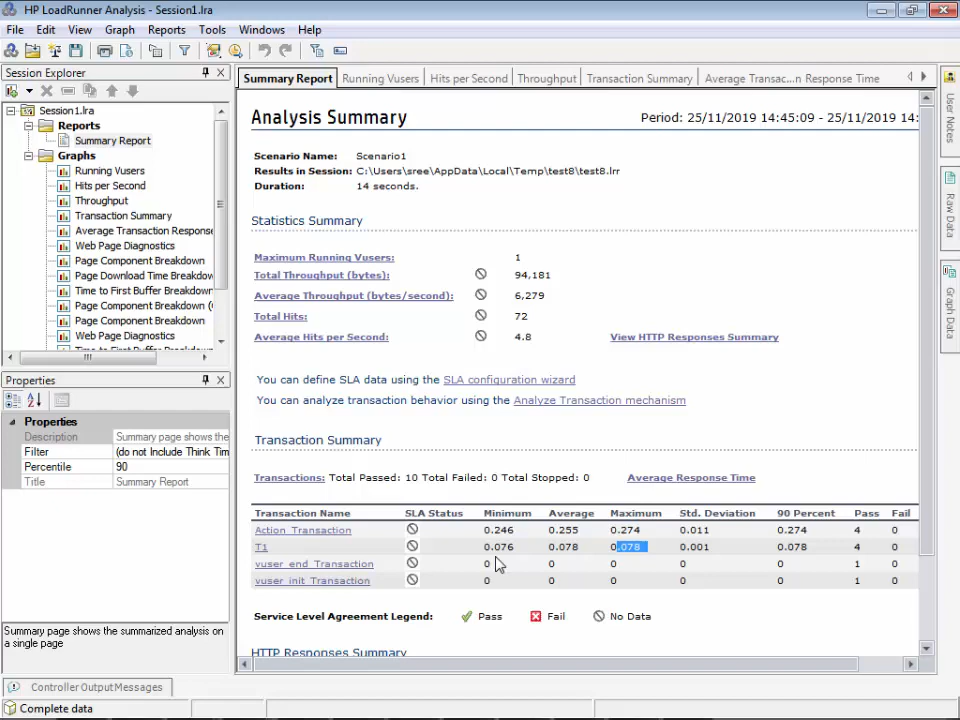 HP LoadRunner Analysis - Session1.lra
File Edit View Graph Reports Tools Windows Help
Session Explorer
Session1.lra
Reports
Summary Report
Graphs
Running Vusers
Hits per Second
Throughput
Transaction Summary
Average Transaction Response
Web Page Diagnostics
Page Component Breakdown
Page Download Time Breakdow
Time to First Buffer Breakdow
Page Component Breakdown (
Page Component Breakdown
Web Page Diagnostics
Time to First Buffer Breakdow
Properties
Properties
Description Summary page shows the
Filter (do not Include Think Tim
Percentile 90
Title Summary Report
Summary page shows the summarized analysis on
a single page
Summary Report Running Vusers Hits per Second Throughput Transaction Summary Average Transac...n Response Time
Analysis Summary Period: 25/11/2019 14:45:09 - 25/11/2019 14:
Scenario Name: Scenario1
Results in Session: C:\Users\sree\AppData\Local\Temp\test8\test8.lrr
Duration: 14 seconds.
Statistics Summary
Maximum Running Vusers: 1
Total Throughput (bytes): 94,181
Average Throughput (bytes/second): 6,279
Total Hits: 72
Average Hits per Second: 4.8 View HTTP Responses Summary
You can define SLA data using the SLA configuration wizard
You can analyze transaction behavior using the Analyze Transaction mechanism
Transaction Summary
Transactions: Total Passed: 10 Total Failed: 0 Total Stopped: 0 Average Response Time
Transaction Name SLA Status Minimum Average Maximum Std. Deviation 90 Percent Pass Fail
Action_Transaction 0.246 0.255 0.274 0.011 0.274 4 0
T1 0.076 0.078 0.078 0.001 0.078 4 0
vuser_end_Transaction 0 0 0 0 0 1 0
vuser_init_Transaction 0 0 0 0 0 1 0
Service Level Agreement Legend: Pass Fail No Data
HTTP Responses Summary
User Notes
Raw Data
Graph Data
Controller Output Messages
Complete data